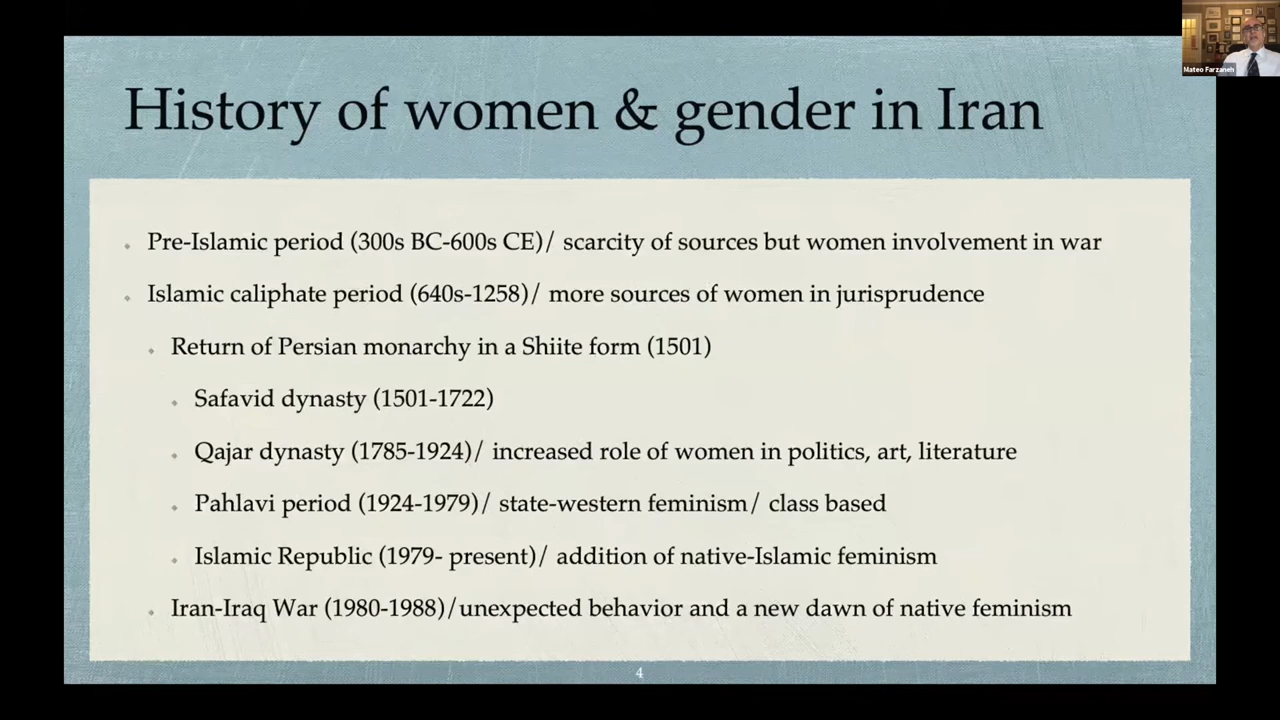 Mateo Farzaneh
History of women & gender in Iran
Pre-Islamic period (300s BC-600s CE)/ scarcity of sources but women involvement in war
Islamic caliphate period (640s-1258)/ more sources of women in jurisprudence
Return of Persian monarchy in a Shiite form (1501)
Safavid dynasty (1501-1722)
Qajar dynasty (1785-1924)/ increased role of women in politics, art, literature
Pahlavi period (1924-1979)/ state-western feminism/ class based
Islamic Republic (1979- present)/ addition of native-Islamic feminism
Iran-Iraq War (1980-1988)/unexpected behavior and a new dawn of native feminism
4